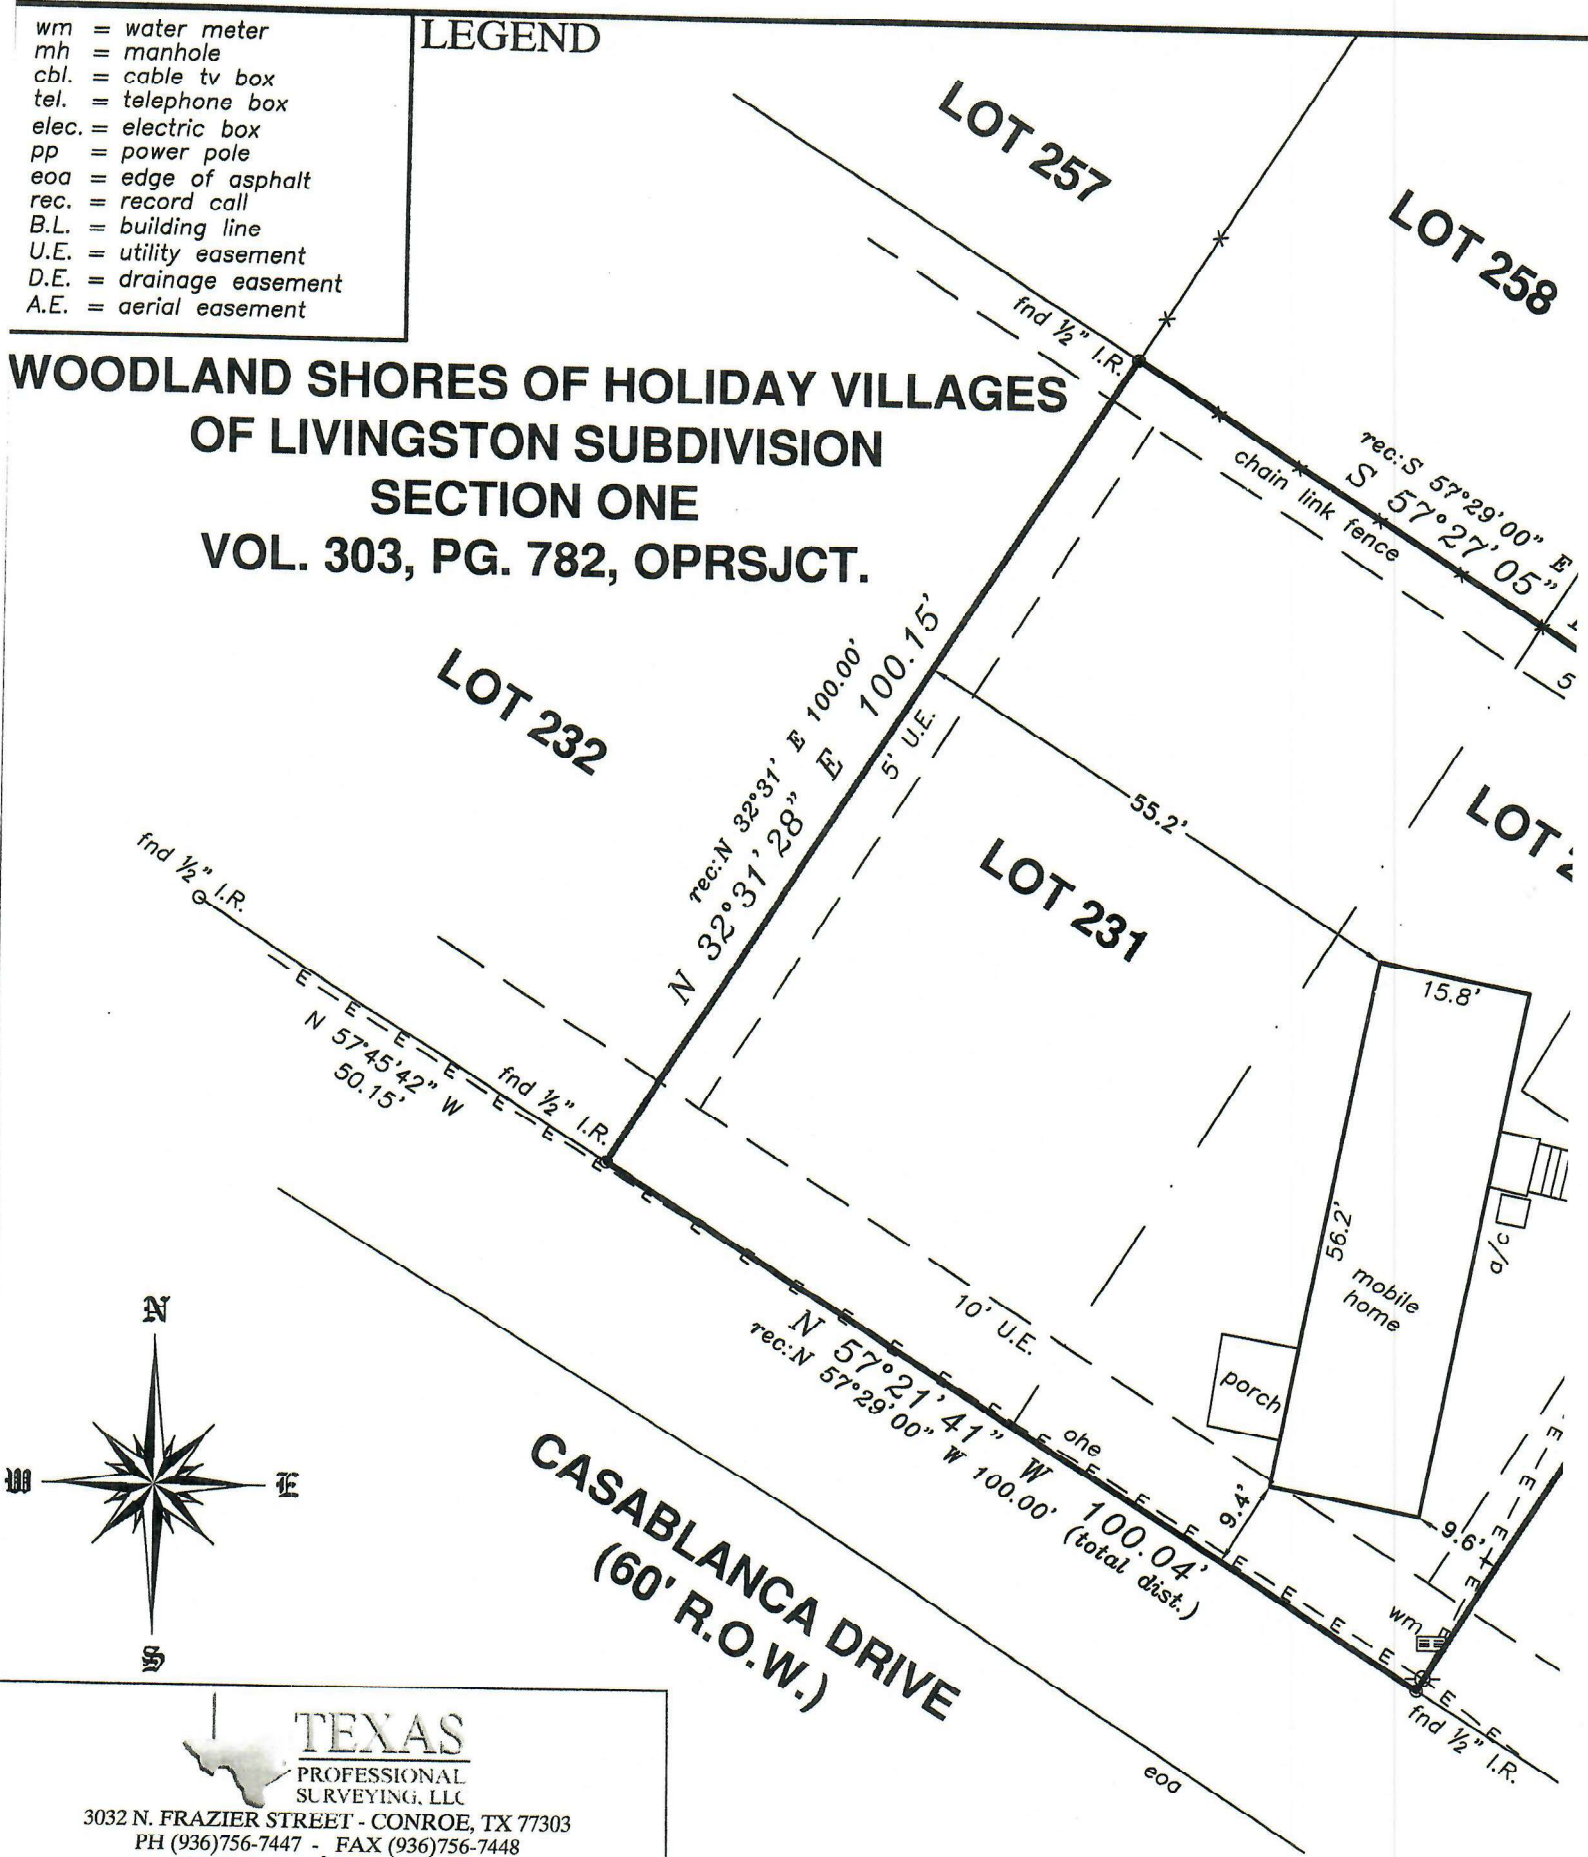 LEGEND
wm = water meter
mh = manhole
cbl. = cable tv box
tel. = telephone box
elec. = electric box
pp = power pole
eoa = edge of asphalt
rec. = record call
B.L. = building line
U.E. = utility easement
D.E. = drainage easement
A.E. = aerial easement
WOODLAND SHORES OF HOLIDAY VILLAGES
OF LIVINGSTON SUBDIVISION
SECTION ONE
VOL. 303, PG. 782, OPRSJCT.
LOT 257
LOT 258
fnd ½" I.R.
rec:S 57°29'00" E
S 57°27'05"
chain link fence
5
LOT 232
rec:N 32°31' E 100.00'
N 32°31'28" E 100.15'
5' U.E.
55.2'
LOT 231
LOT
15.8'
fnd ½" I.R.
N 57°45'42" W
50.15'
fnd ½" I.R.
56.2'
mobile
home
a/c
porch
10' U.E.
N 57°21'41" W 100.04'
rec:N 57°29'00" W 100.00' (total dist.)
ohe
9.4'
9.6'
wm
fnd ½" I.R.
CASABLANCA DRIVE
(60' R.O.W.)
eoa
N
W
E
S
TEXAS
PROFESSIONAL
SURVEYING, LLC
3032 N. FRAZIER STREET - CONROE, TX 77303
PH (936)756-7447 - FAX (936)756-7448